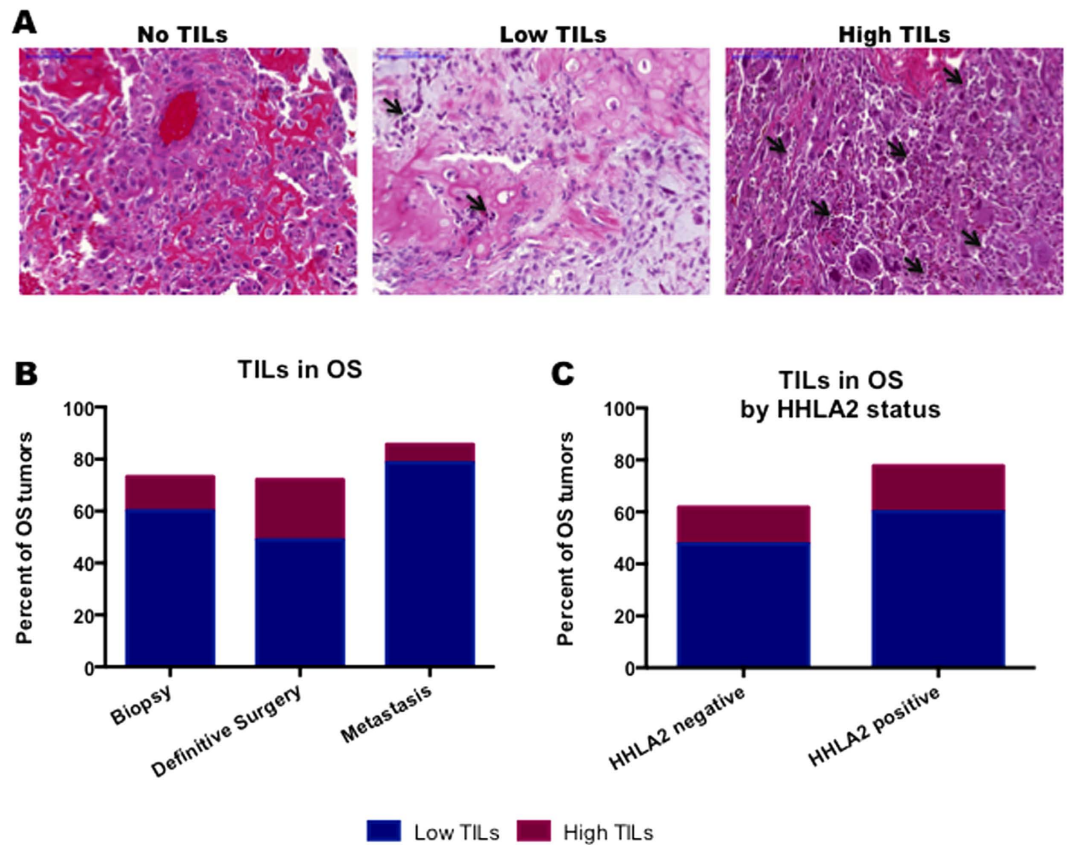 A
No TILs
Low TILs
High TILs
B
TILs in OS
Percent of OS tumors
100
80
60
40
20
0
Biopsy
Definitive Surgery
Metastasis
C
TILs in OS
by HHLA2 status
Percent of OS tumors
100
80
60
40
20
0
HHLA2 negative
HHLA2 positive
Low TILs
High TILs